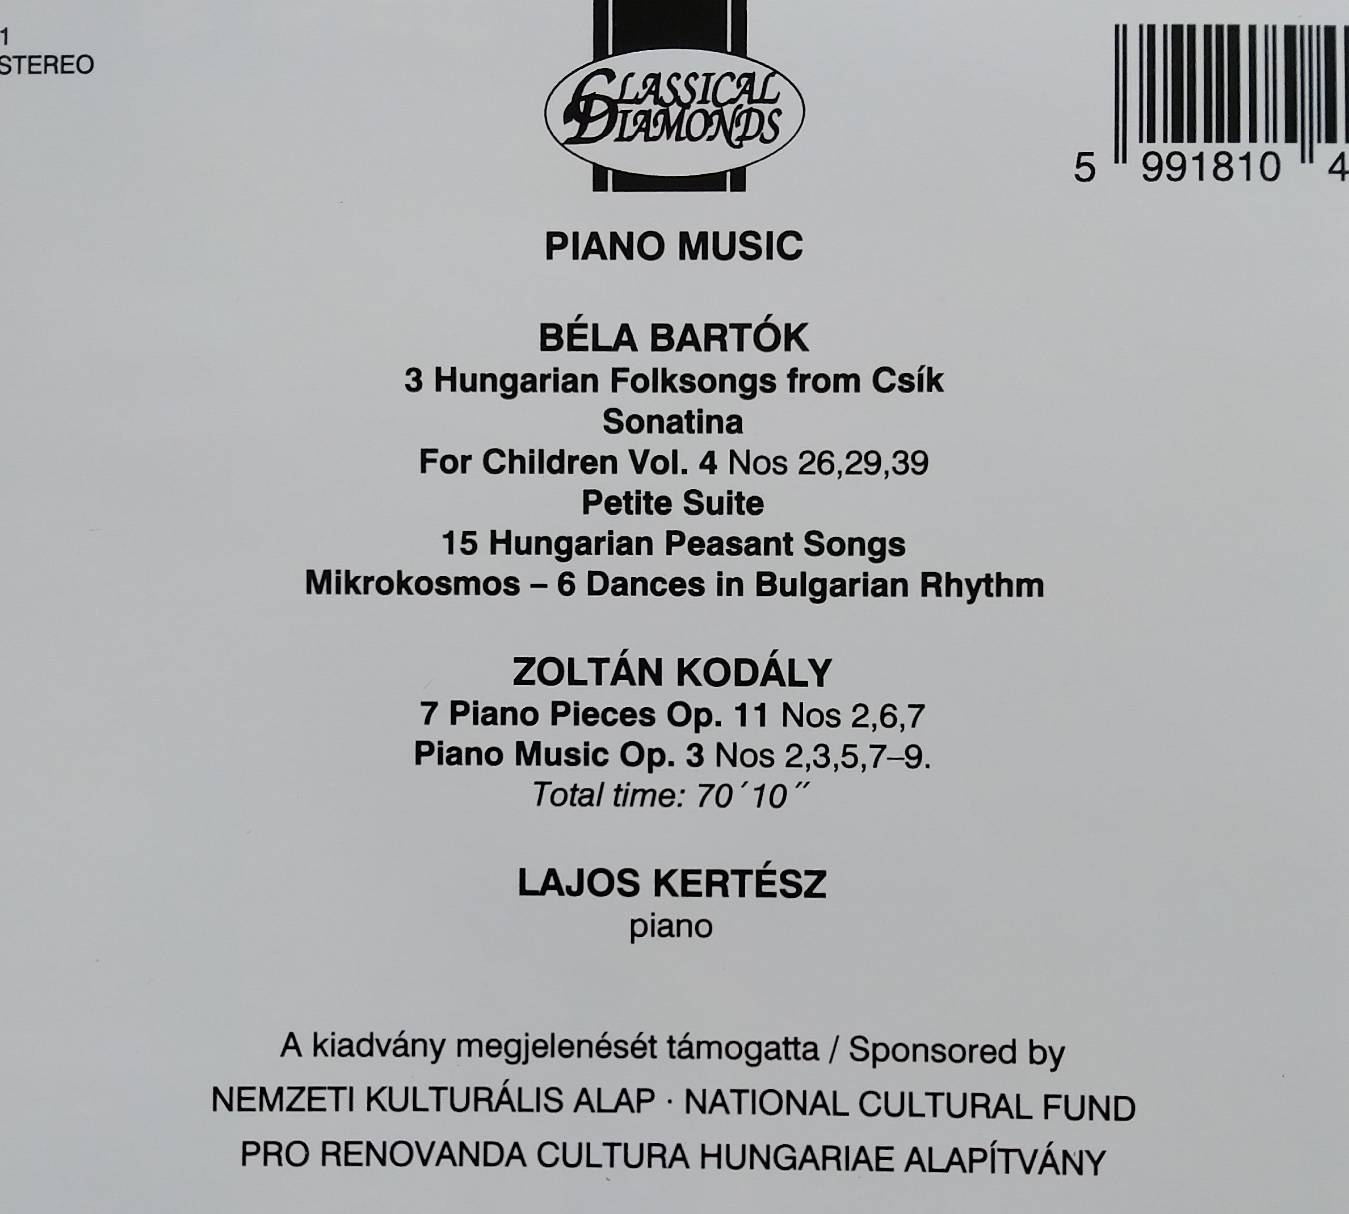 1
STEREO
CLASSICAL
DIAMONDS
5 991810 4
PIANO MUSIC
BÉLA BARTÓK
3 Hungarian Folksongs from Csík
Sonatina
For Children Vol. 4 Nos 26,29,39
Petite Suite
15 Hungarian Peasant Songs
Mikrokosmos – 6 Dances in Bulgarian Rhythm
ZOLTÁN KODÁLY
7 Piano Pieces Op. 11 Nos 2,6,7
Piano Music Op. 3 Nos 2,3,5,7–9.
Total time: 70´10˝
LAJOS KERTÉSZ
piano
A kiadvány megjelenését támogatta / Sponsored by
NEMZETI KULTURÁLIS ALAP · NATIONAL CULTURAL FUND
PRO RENOVANDA CULTURA HUNGARIAE ALAPÍTVÁNY